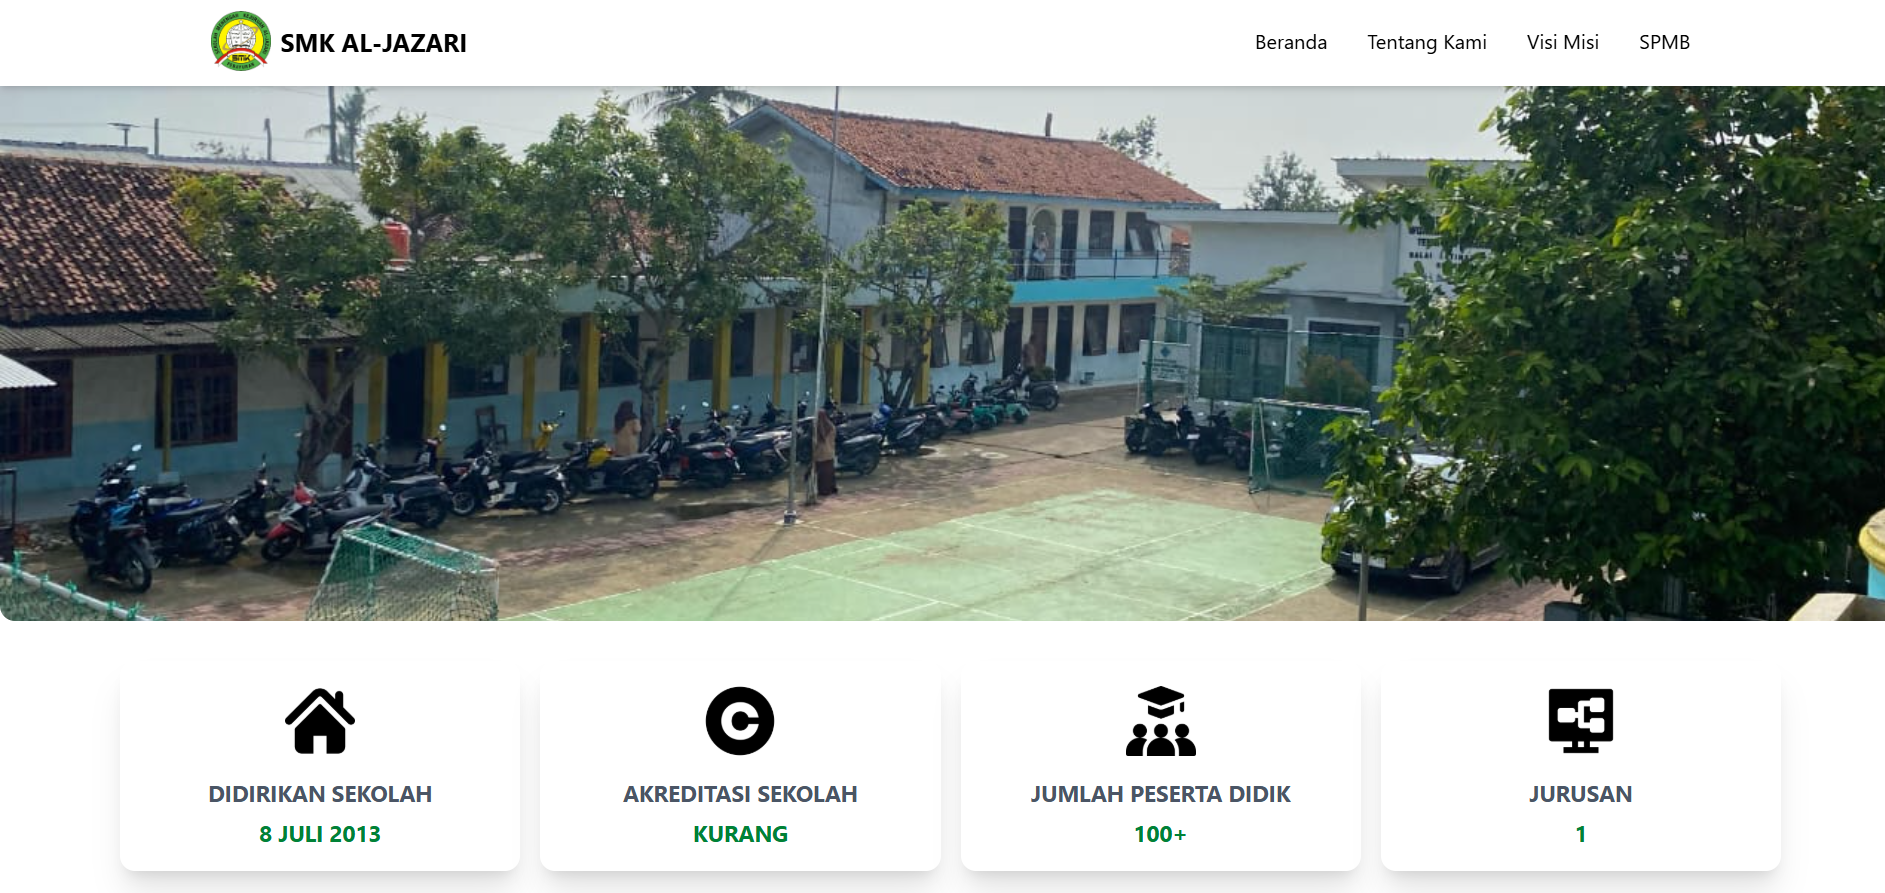 SMK AL-JAZARI
Beranda
Tentang Kami
Visi Misi
SPMB
DIDIRIKAN SEKOLAH
8 JULI 2013
AKREDITASI SEKOLAH
KURANG
JUMLAH PESERTA DIDIK
100+
JURUSAN
1